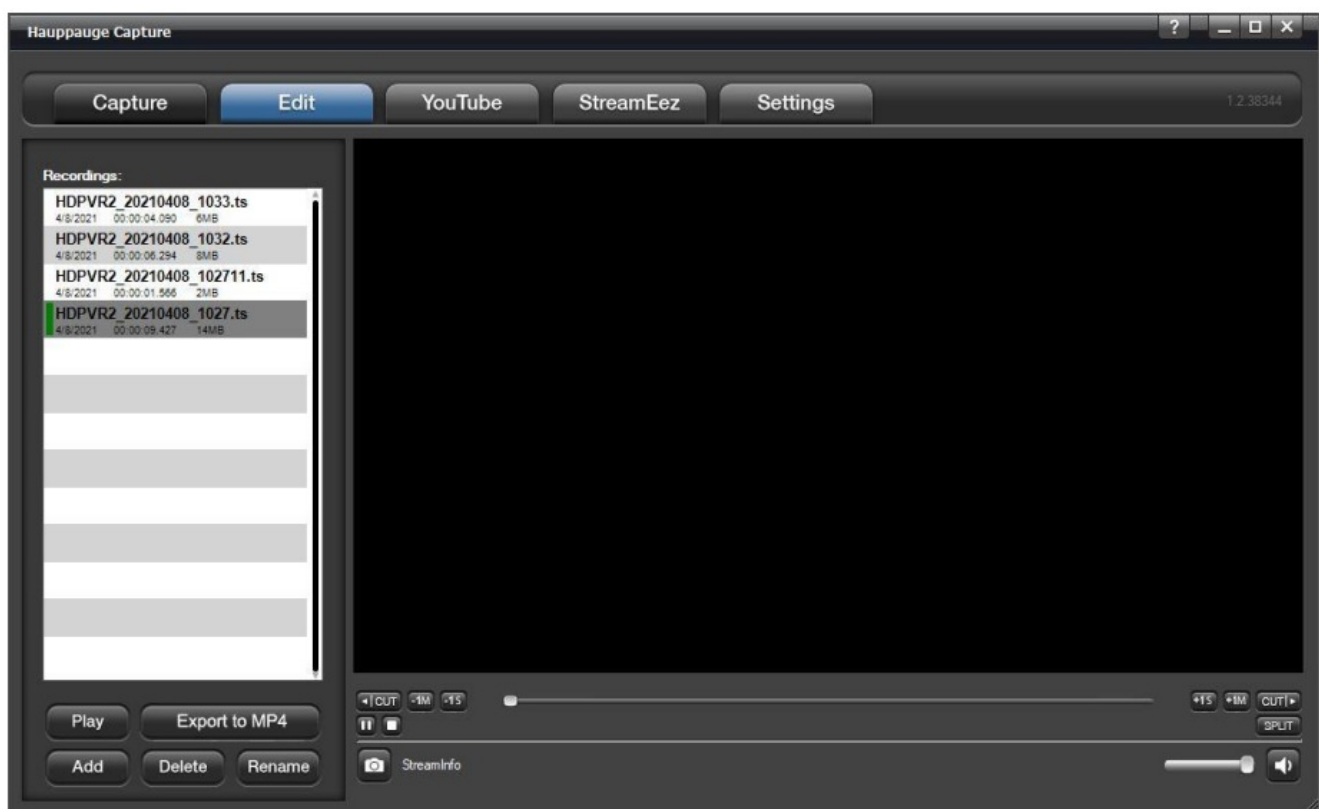 Hauppauge Capture
?
Capture Edit YouTube StreamEez Settings 1.2.38344
Recordings:
HDPVR2_20210408_1033.ts
4/8/2021 00:00:04.090 6MB
HDPVR2_20210408_1032.ts
4/8/2021 00:00:06.294 8MB
HDPVR2_20210408_102711.ts
4/8/2021 00:00:01.566 2MB
HDPVR2_20210408_1027.ts
4/8/2021 00:00:09.427 14MB
CUT -1M -1S +1S +1M CUT
SPLIT
Play Export to MP4
Add Delete Rename
StreamInfo